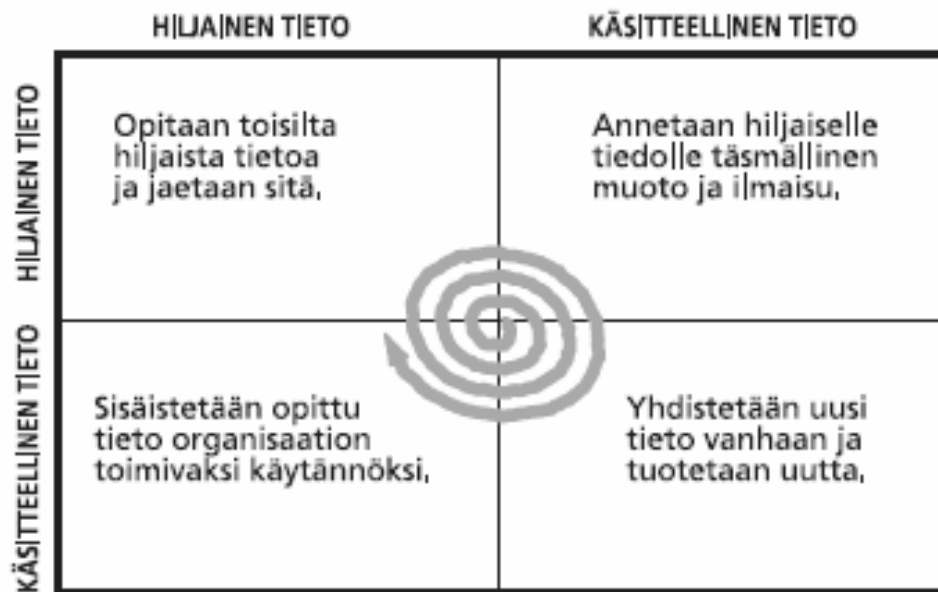 HILJAINEN TIETO
KÄSITTEELLINEN TIETO
HILJAINEN TIETO
Opitaan toisilta
hiljaista tietoa
ja jaetaan sitä.
Annetaan hiljaiselle
tiedolle täsmällinen
muoto ja ilmaisu.
KÄSITTEELLINEN TIETO
Sisäistetään opittu
tieto organisaation
toimivaksi käytännöksi.
Yhdistetään uusi
tieto vanhaan ja
tuotetaan uutta.